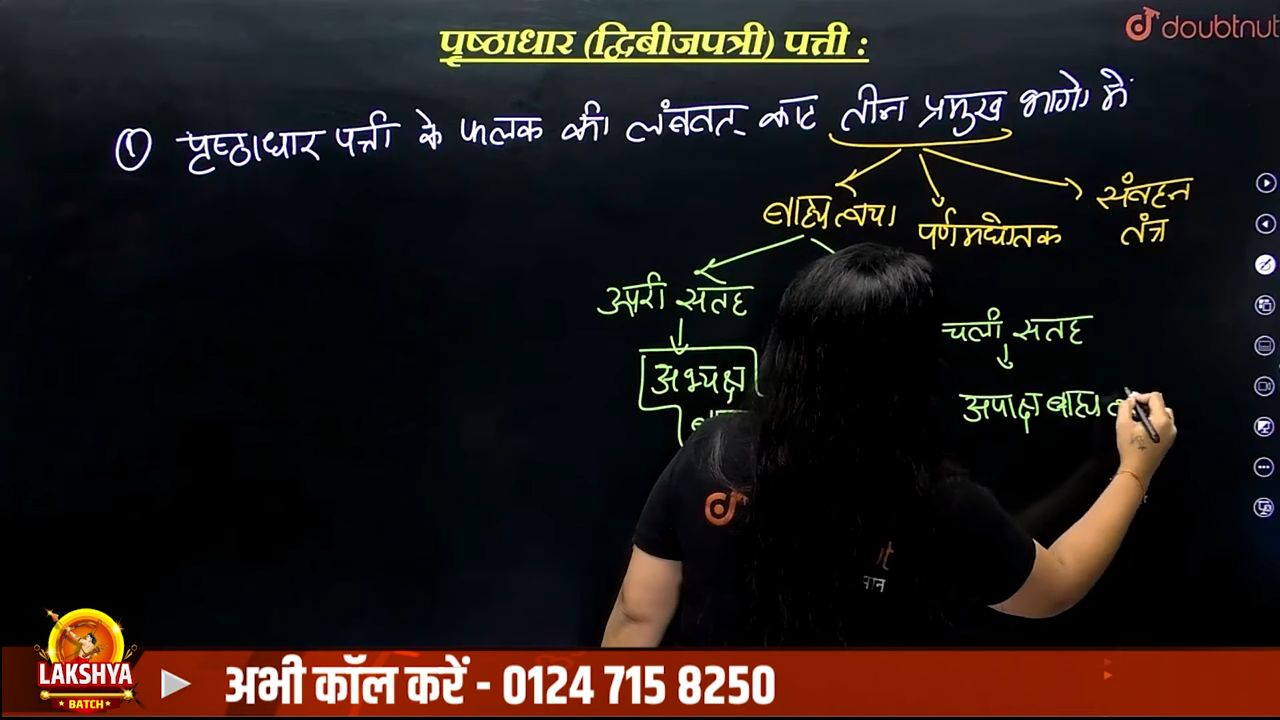 doubtnut
पृष्ठाधार (द्विबीजपत्री) पत्ती :
① पृष्ठाधार पत्ती के फलक की लंबवत काट तीन प्रमुख भागों में
बाह्य त्वचा पर्णमध्योतक संवहन तंत्र
ऊपरी सतह
चली सतह
अभ्यक्ष
अपाक्ष बाह्य
LAKSHYA
BATCH
अभी कॉल करें - 0124 715 8250